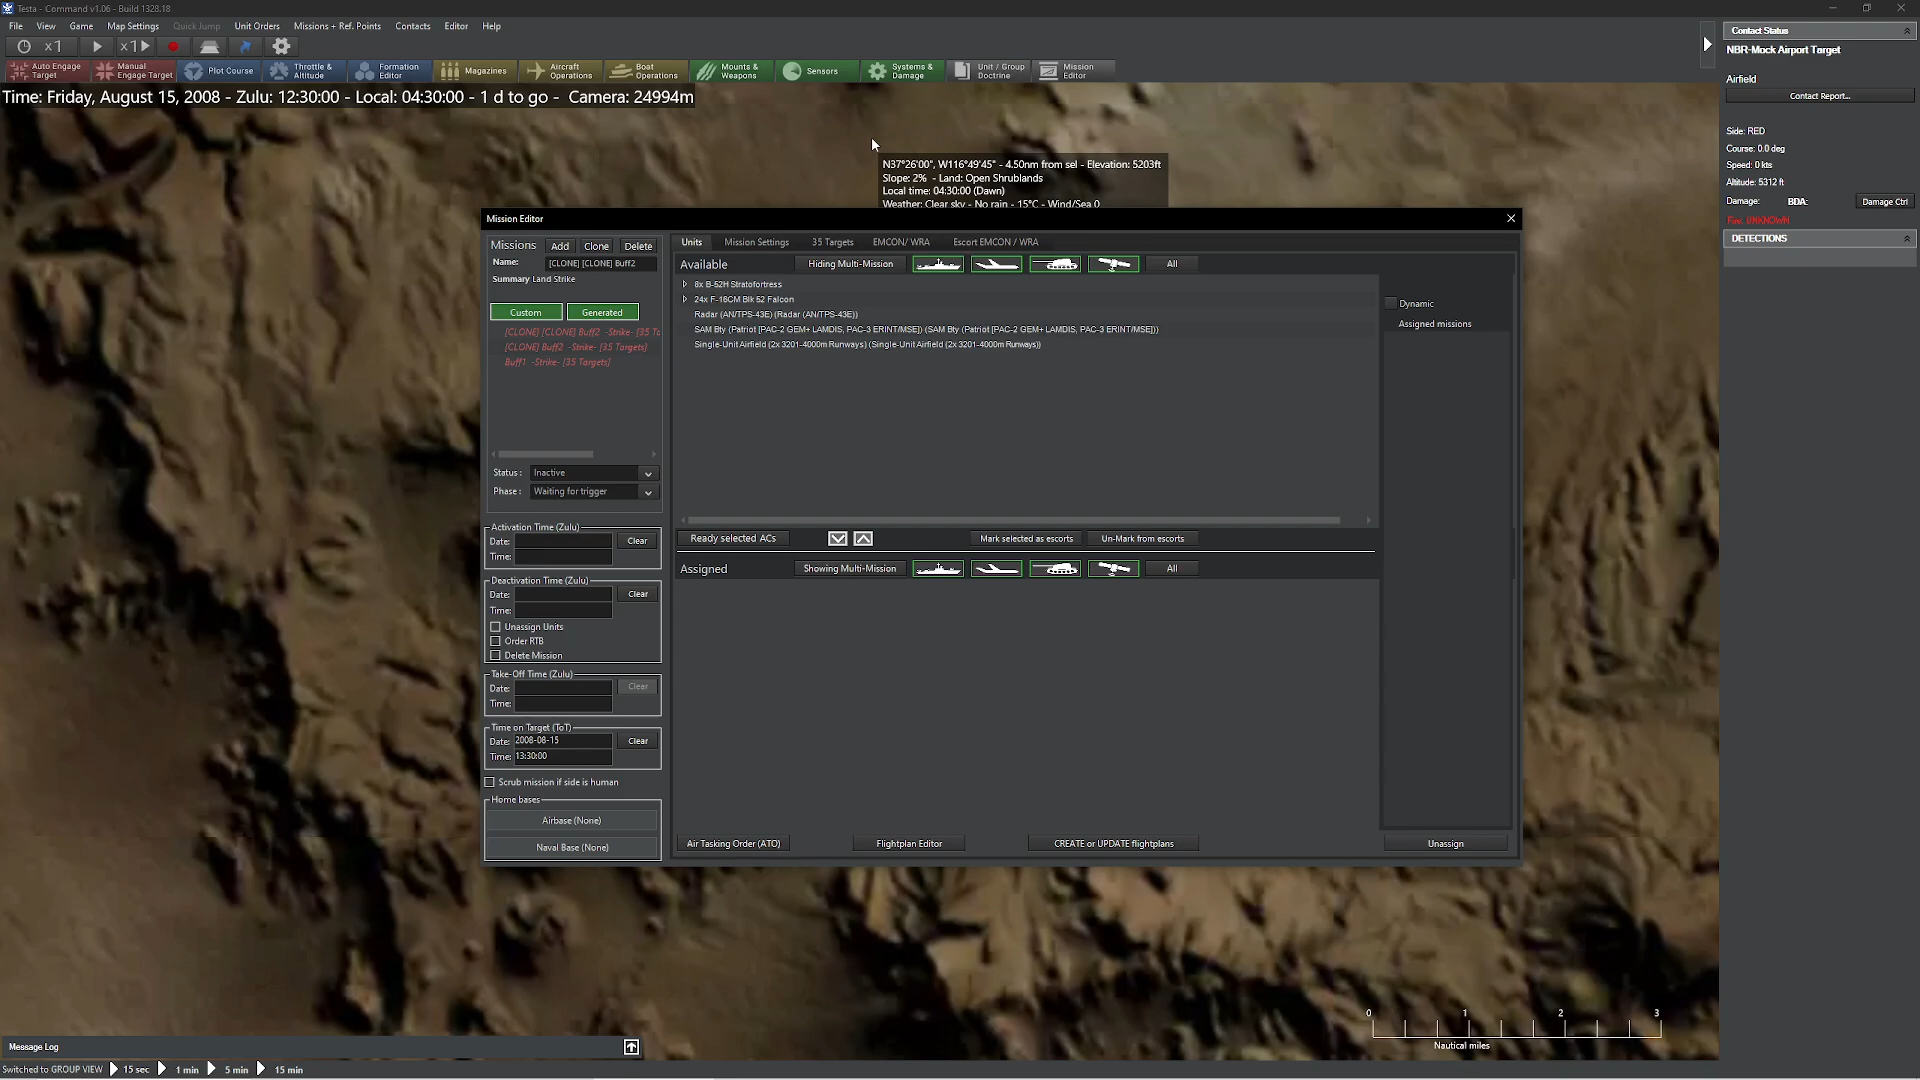 Testa - Command v1.06 - Build 1328.18
File View Game Map Settings Quick Jump Unit Orders Missions + Ref. Points Contacts Editor Help
x1 x1
Auto Engage Target Manual Engage Target Plot Course Throttle & Altitude Formation Editor Magazines Aircraft Operations Boat Operations Mounts & Weapons Sensors Systems & Damage Unit / Group Doctrine Mission Editor
Time: Friday, August 15, 2008 - Zulu: 12:30:00 - Local: 04:30:00 - 1 d to go - Camera: 24994m
N37°26'00", W116°49'45" - 4.50nm from sel - Elevation: 5203ft
Slope: 2% - Land: Open Shrublands
Local time: 04:30:00 (Dawn)
Weather: Clear sky - No rain - 15°C - Wind/Sea 0
Mission Editor
Missions Add Clone Delete
Name: [CLONE] [CLONE] Buff2
Summary Land Strike
Custom Generated
[CLONE] [CLONE] Buff2 -Strike- [35 Ta
[CLONE] Buff2 -Strike- [35 Targets]
Buff1 -Strike- [35 Targets]
Status : Inactive
Phase : Waiting for trigger
Activation Time (Zulu)
Date: Clear
Time:
Deactivation Time (Zulu)
Date: Clear
Time:
Unassign Units
Order RTB
Delete Mission
Take-Off Time (Zulu)
Date: Clear
Time:
Time on Target (ToT)
Date: 2008-08-15 Clear
Time: 13:30:00
Scrub mission if side is human
Home bases
Airbase (None)
Naval Base (None)
Units Mission Settings 35 Targets EMCON/ WRA Escort EMCON / WRA
Available Hiding Multi-Mission All
8x B-52H Stratofortress
24x F-16CM Blk 52 Falcon
Radar (AN/TPS-43E) (Radar (AN/TPS-43E))
SAM Bty (Patriot [PAC-2 GEM+ LAMDIS, PAC-3 ERINT/MSE]) (SAM Bty (Patriot [PAC-2 GEM+ LAMDIS, PAC-3 ERINT/MSE]))
Single-Unit Airfield (2x 3201-4000m Runways) (Single-Unit Airfield (2x 3201-4000m Runways))
Ready selected ACs Mark selected as escorts Un-Mark from escorts
Assigned Showing Multi-Mission All
Air Tasking Order (ATO) Flightplan Editor CREATE or UPDATE flightplans
Dynamic
Assigned missions
Unassign
Contact Status
NBR-Mock Airport Target
Airfield
Contact Report...
Side: RED
Course: 0.0 deg
Speed: 0 kts
Altitude: 5312 ft
Damage: BDA: Damage Ctrl
Fire: UNKNOWN
DETECTIONS
0 1 2 3
Nautical miles
Message Log
Switched to GROUP VIEW 15 sec 1 min 5 min 15 min